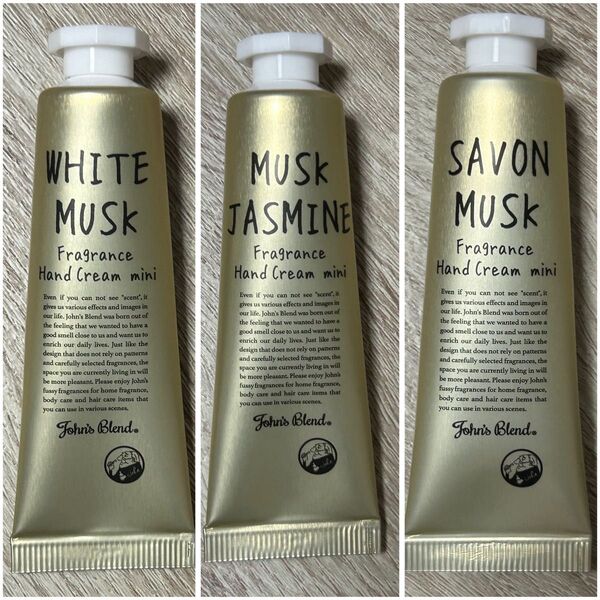 WHITE
MUSK
Fragrance
Hand Cream mini
Even if you can not see "scent", it
gives us various effects and images in
our life. John's Blend was born out of
the feeling that we wanted to have a
good smell close to us and want us to
enrich our daily lives. Just like the
design that does not rely on patterns
and carefully selected fragrances, the
space you are currently living in will
be more pleasant. Please enjoy John's
fussy fragrances for home fragrance,
body care and hair care items that
you can use in various scenes.
John's Blend®
MUSK
JASMINE
Fragrance
Hand Cream mini
Even if you can not see "scent", it
gives us various effects and images in
our life. John's Blend was born out of
the feeling that we wanted to have a
good smell close to us and want us to
enrich our daily lives. Just like the
design that does not rely on patterns
and carefully selected fragrances, the
space you are currently living in will
be more pleasant. Please enjoy John's
fussy fragrances for home fragrance,
body care and hair care items that
you can use in various scenes.
John's Blend®
SAVON
MUSK
Fragrance
Hand Cream mini
Even if you can not see "scent", it
gives us various effects and images in
our life. John's Blend was born out of
the feeling that we wanted to have a
good smell close to us and want us to
enrich our daily lives. Just like the
design that does not rely on patterns
and carefully selected fragrances, the
space you are currently living in will
be more pleasant. Please enjoy John's
fussy fragrances for home fragrance,
body care and hair care items that
you can use in various scenes.
John's Blend®